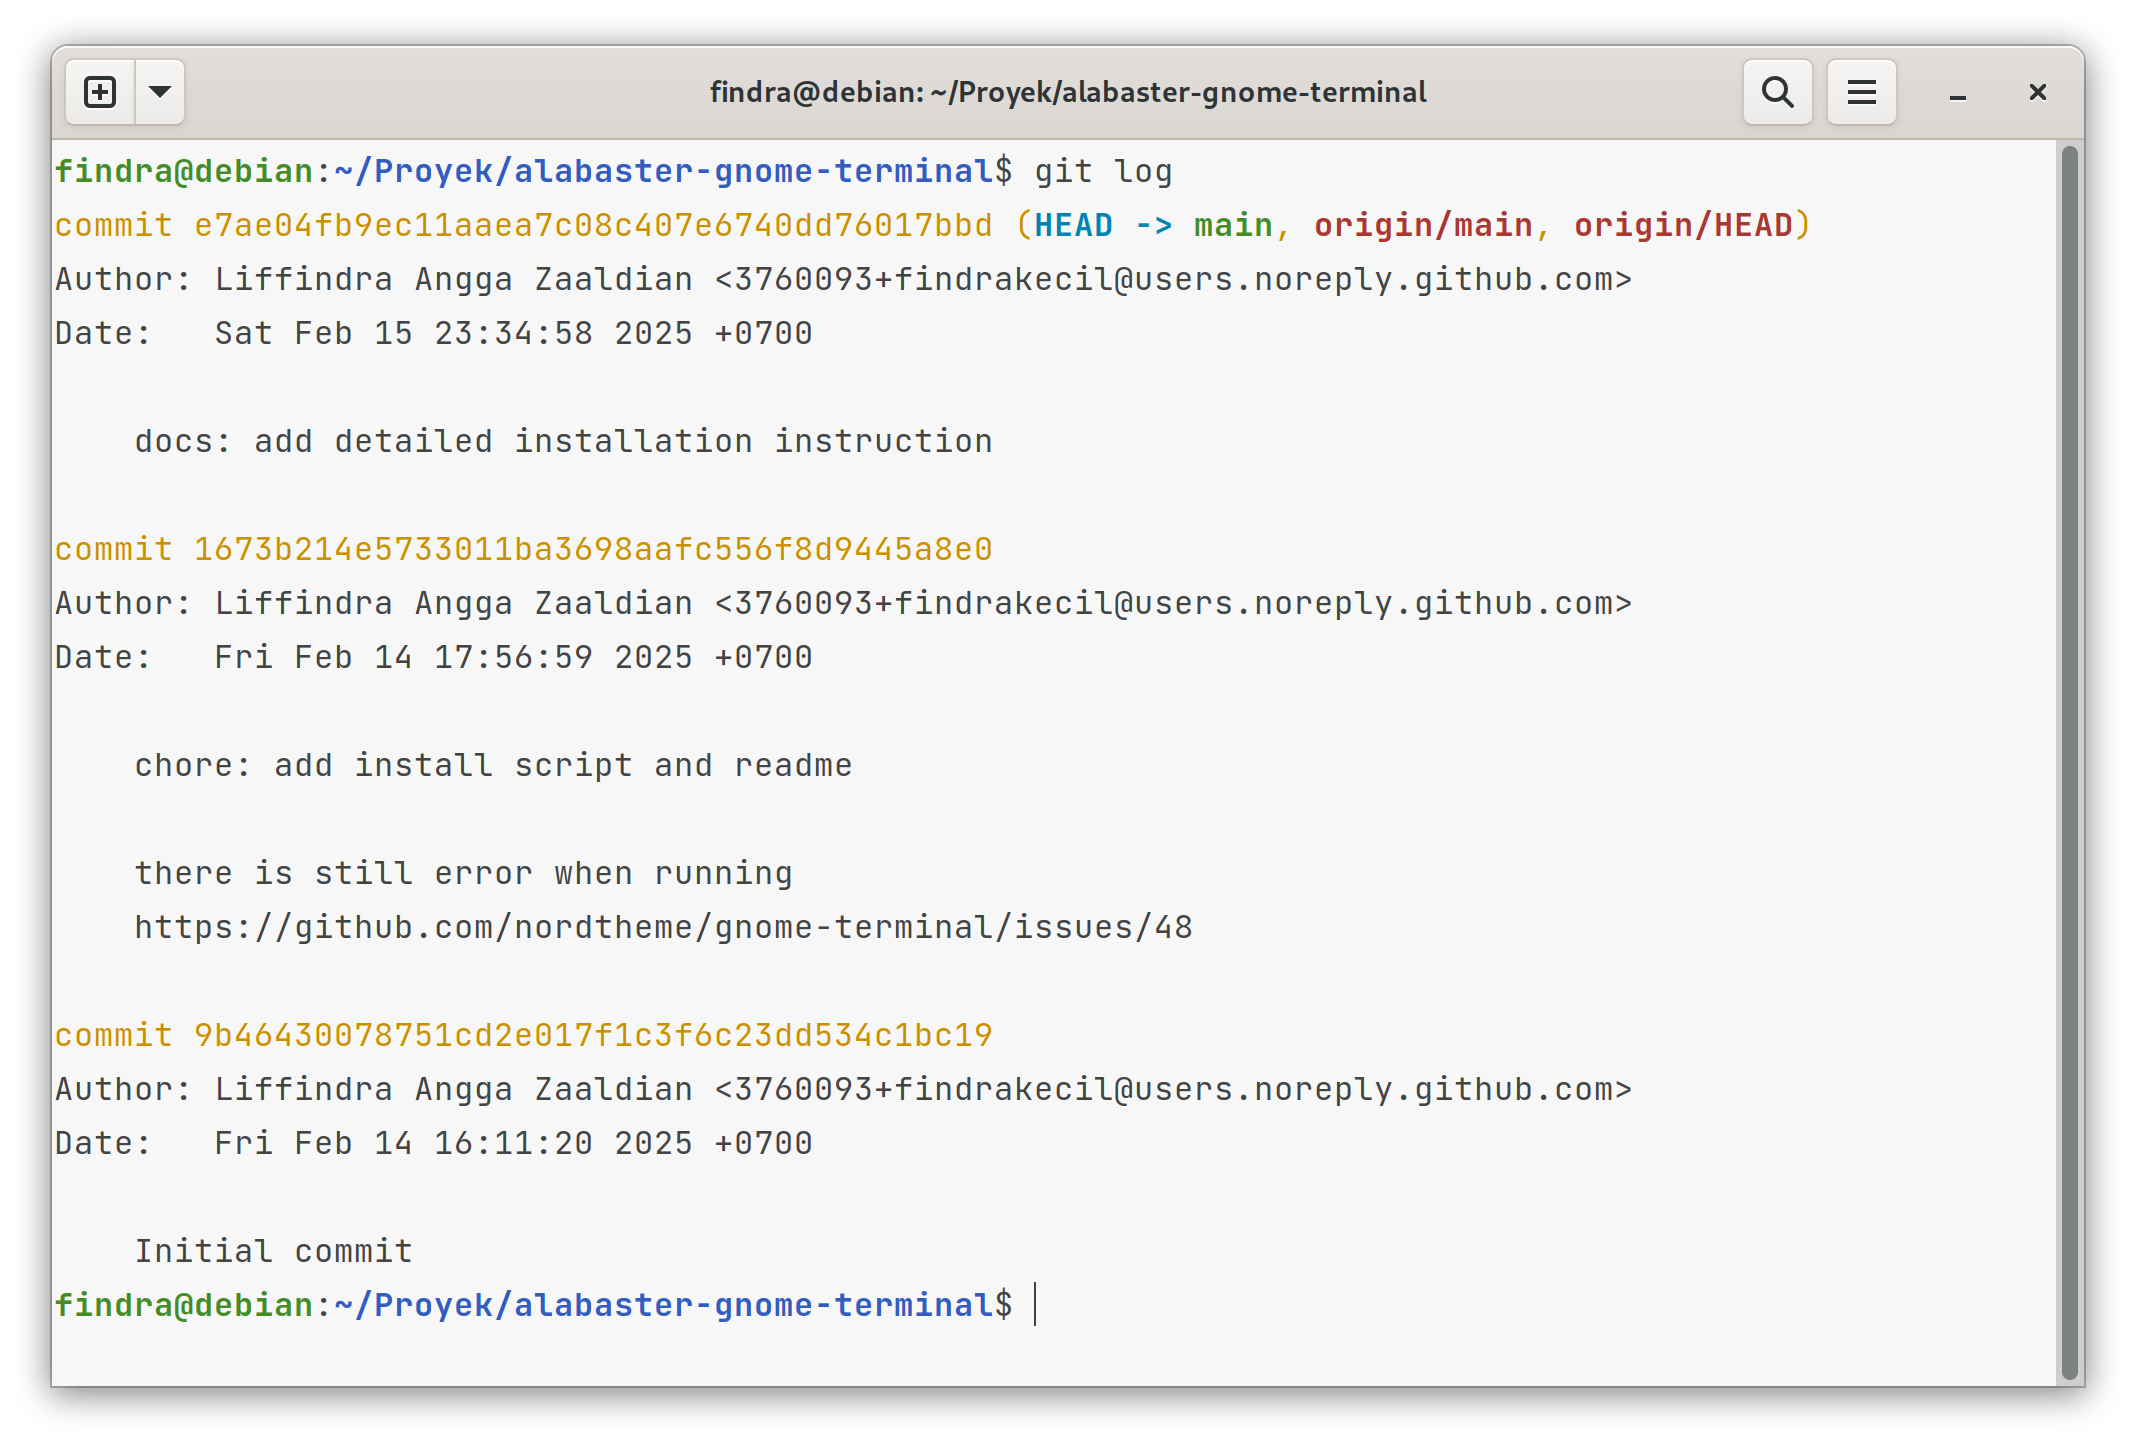 findra@debian: ~/Proyek/alabaster-gnome-terminal
findra@debian:~/Proyek/alabaster-gnome-terminal$ git log
commit e7ae04fb9ec11aaea7c08c407e6740dd76017bbd (HEAD -> main, origin/main, origin/HEAD)
Author: Liffindra Angga Zaaldian <3760093+findrakecil@users.noreply.github.com>
Date:   Sat Feb 15 23:34:58 2025 +0700
    docs: add detailed installation instruction
commit 1673b214e5733011ba3698aafc556f8d9445a8e0
Author: Liffindra Angga Zaaldian <3760093+findrakecil@users.noreply.github.com>
Date:   Fri Feb 14 17:56:59 2025 +0700
    chore: add install script and readme
    there is still error when running
    https://github.com/nordtheme/gnome-terminal/issues/48
commit 9b46430078751cd2e017f1c3f6c23dd534c1bc19
Author: Liffindra Angga Zaaldian <3760093+findrakecil@users.noreply.github.com>
Date:   Fri Feb 14 16:11:20 2025 +0700
    Initial commit
findra@debian:~/Proyek/alabaster-gnome-terminal$